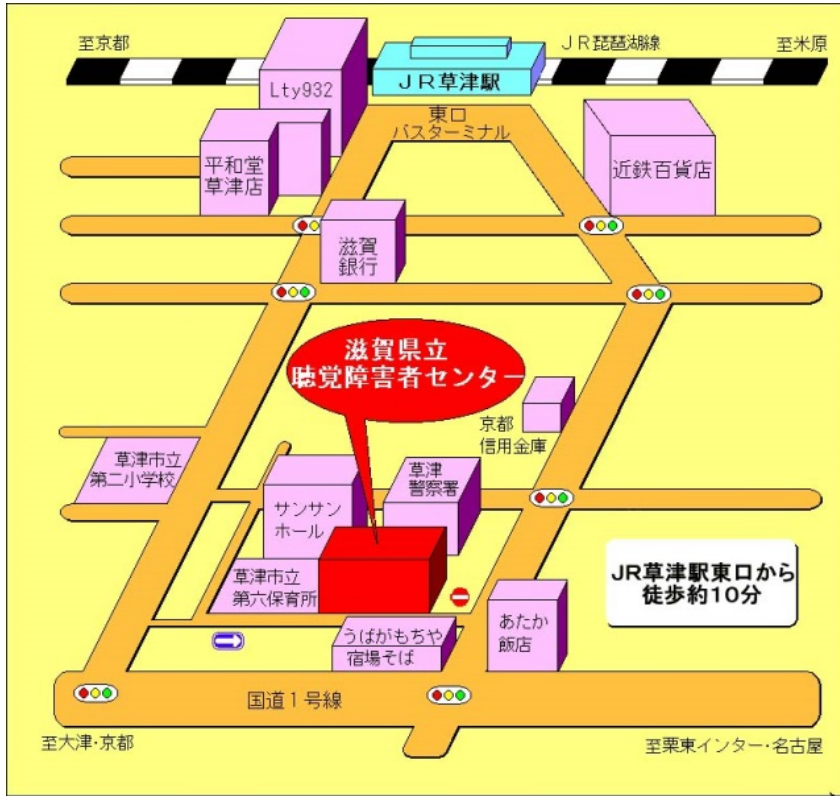 至京都
JR琵琶湖線
至米原
JR草津駅
Lty932
東口
バスターミナル
平和堂
草津店
近鉄百貨店
滋賀
銀行
滋賀県立
聴覚障害者センター
京都
信用金庫
草津市立
第二小学校
草津
警察署
サンサン
ホール
草津市立
第六保育所
JR草津駅東口から
徒歩約10分
うばがもちや
宿場そば
あたか
飯店
国道1号線
至大津・京都
至栗東インター・名古屋